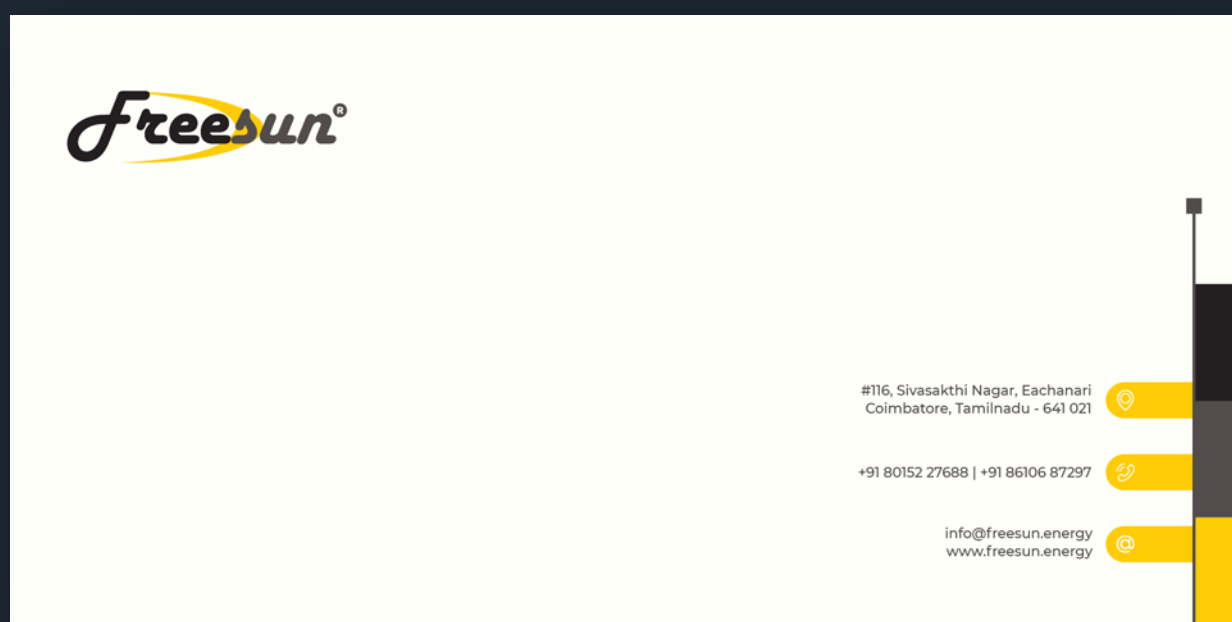 Freesun®
#116, Sivasakthi Nagar, Eachanari
Coimbatore, Tamilnadu - 641 021
+91 80152 27688 | +91 86106 87297
info@freesun.energy
www.freesun.energy